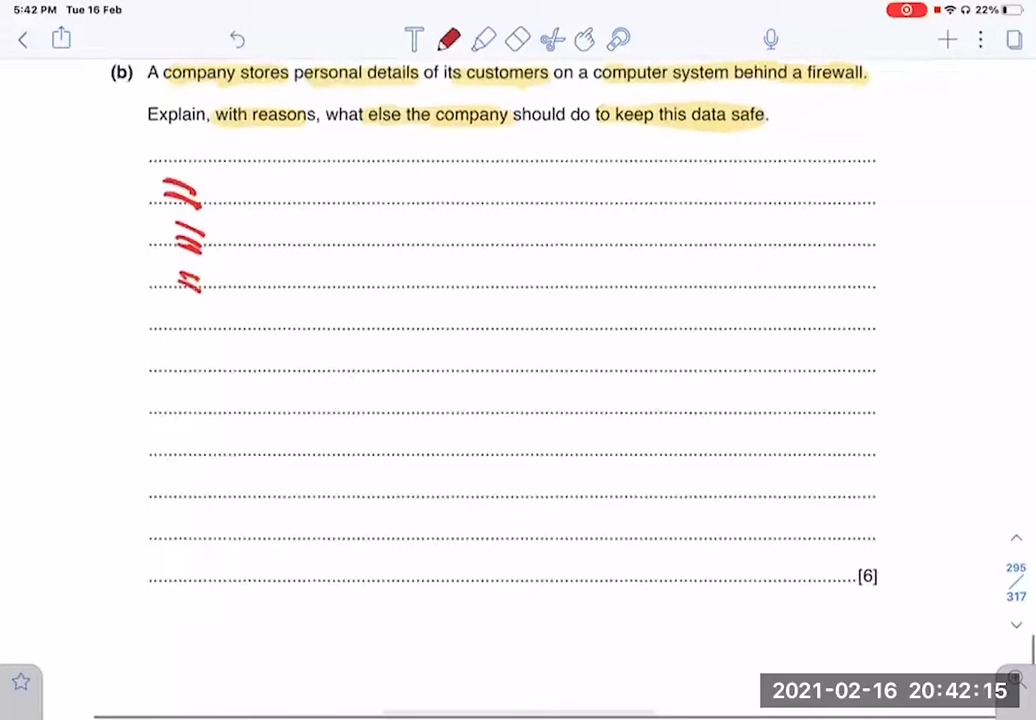 5:42 PM Tue 16 Feb
22%
T
(b) A company stores personal details of its customers on a computer system behind a firewall.
Explain, with reasons, what else the company should do to keep this data safe.
[6]
295
317
2021-02-16 20:42:15